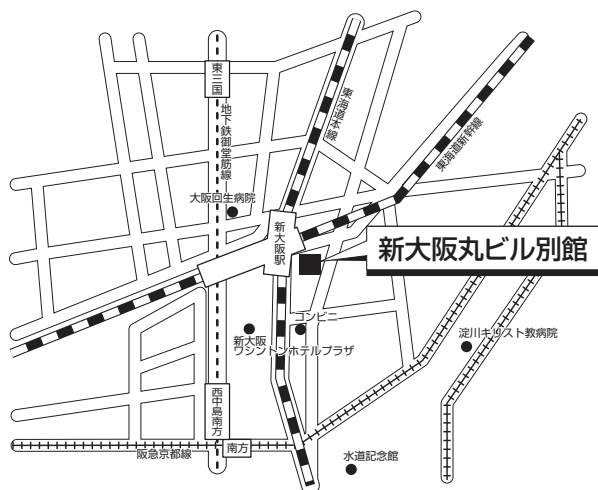 東三国
地下鉄御堂筋線
東海道本線
東海道新幹線
大阪回生病院
新大阪駅
新大阪丸ビル別館
コンビニ
新大阪
ワシントンホテルプラザ
淀川キリスト教病院
西中島南方
南方
阪急京都線
水道記念館